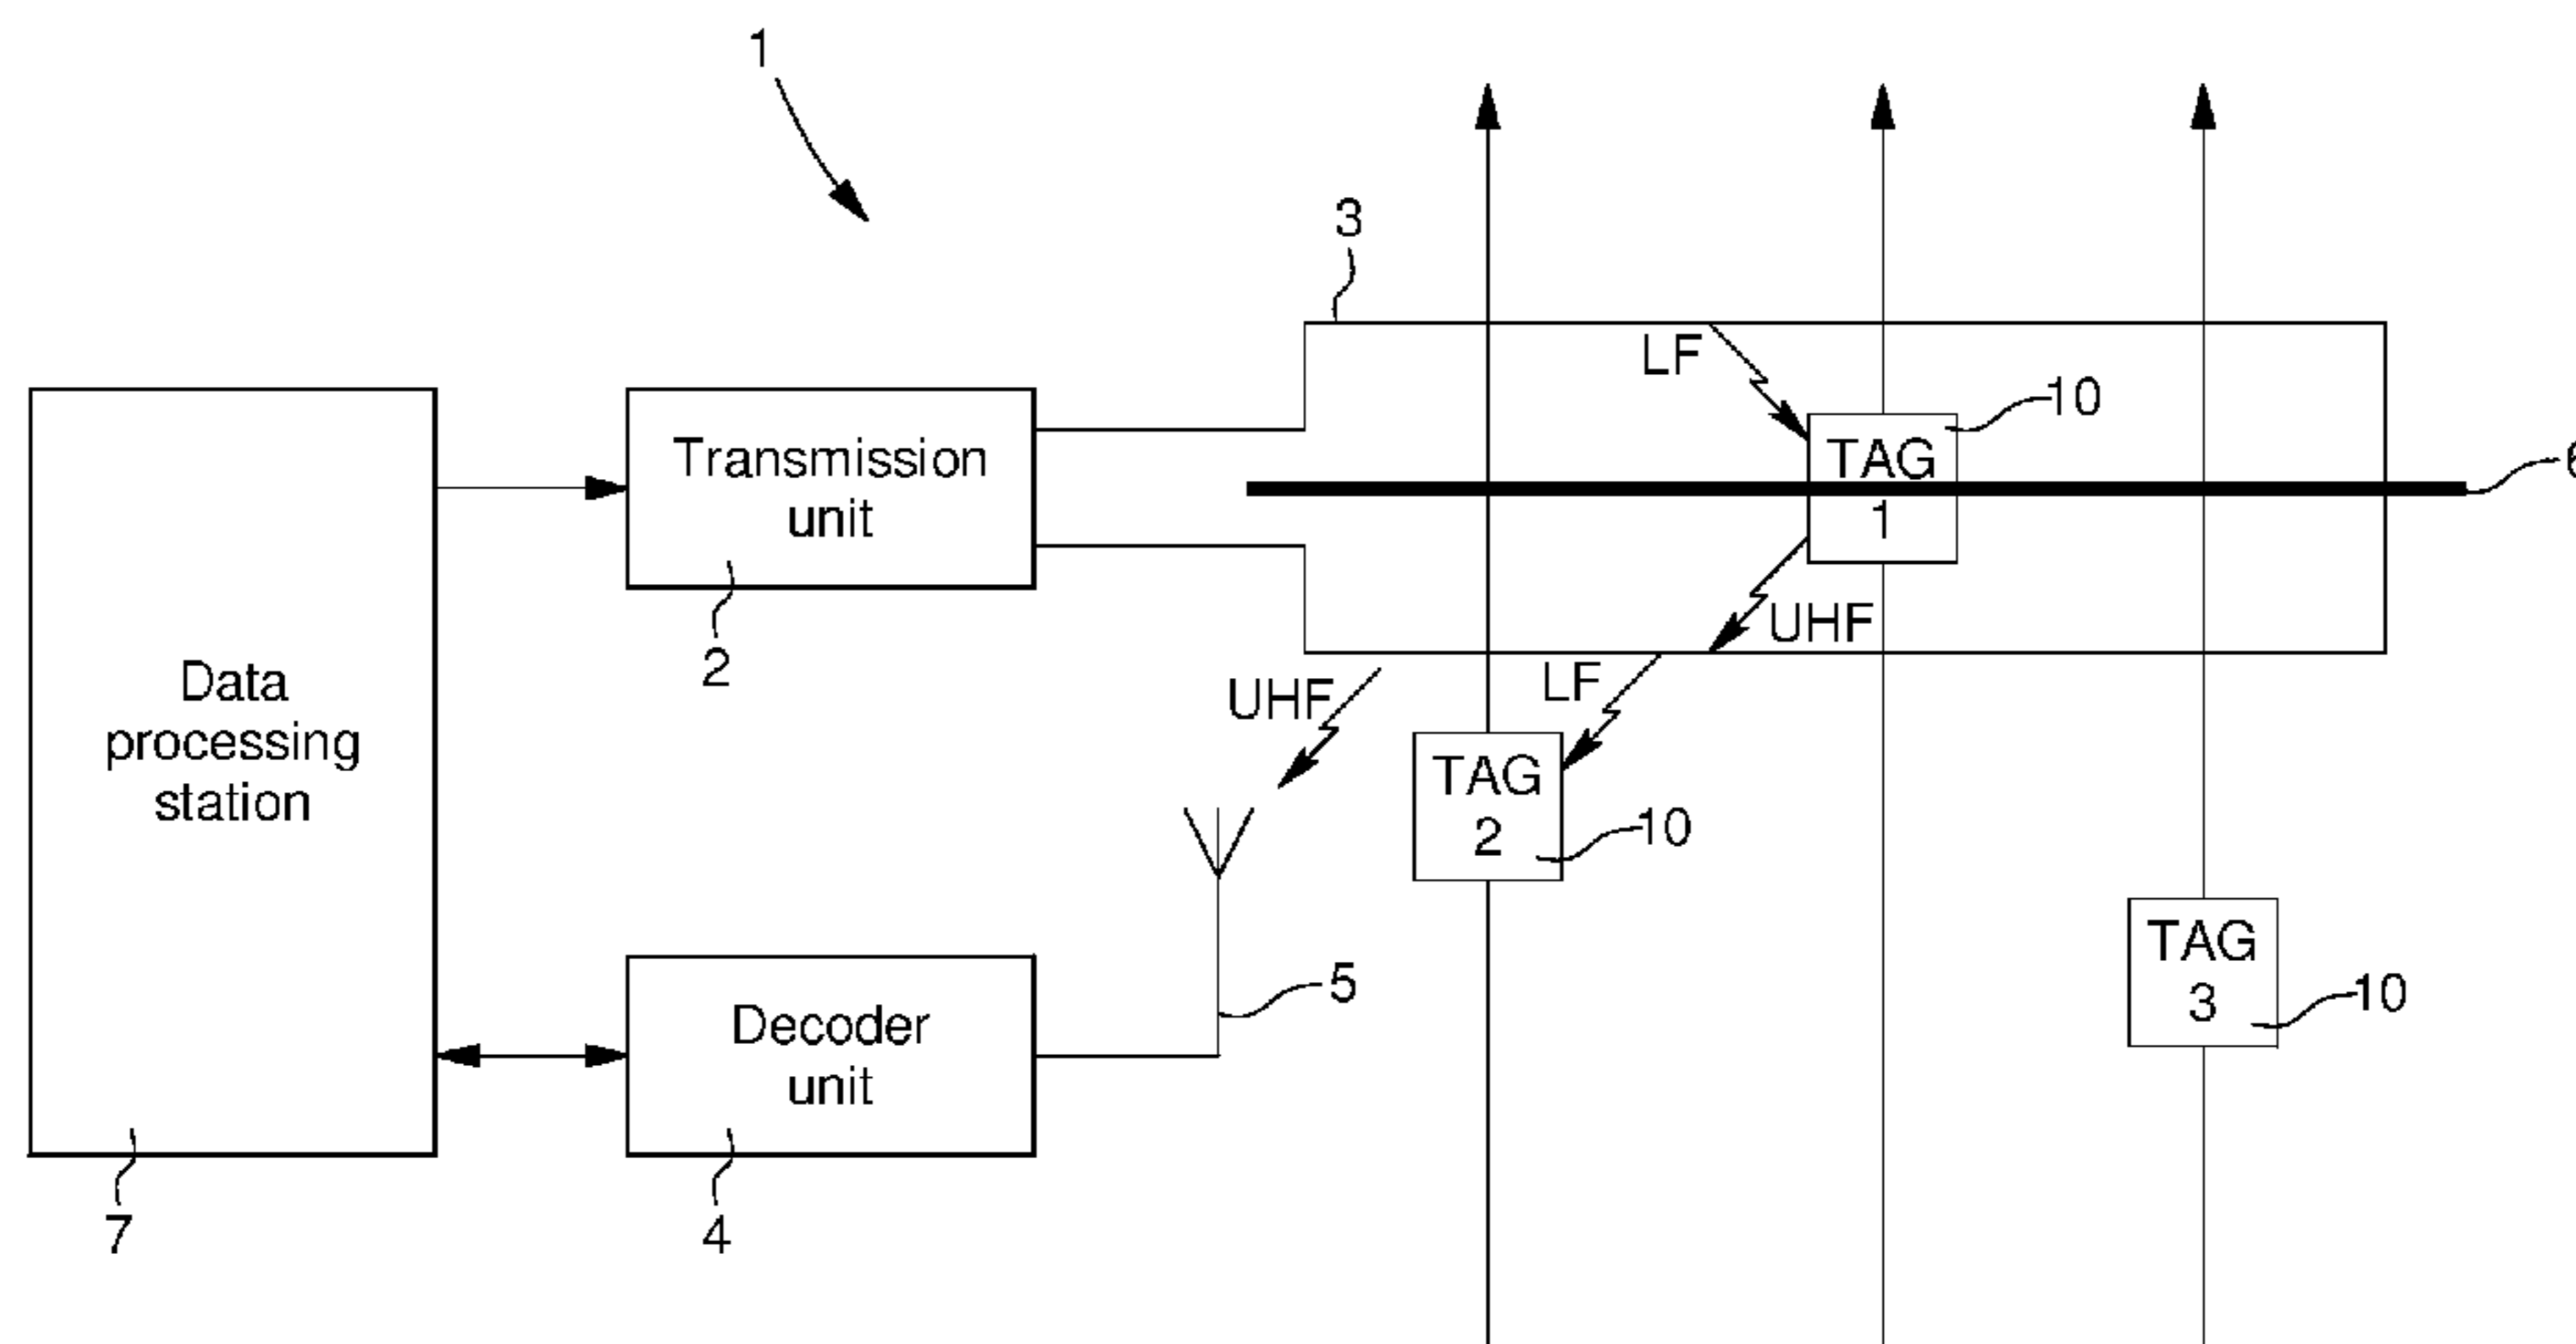 1
3
LF
10
TAG
1
6
Transmission
unit
2
UHF
LF
UHF
Data
processing
station
TAG
2
10
TAG
3
10
5
Decoder
unit
7
4